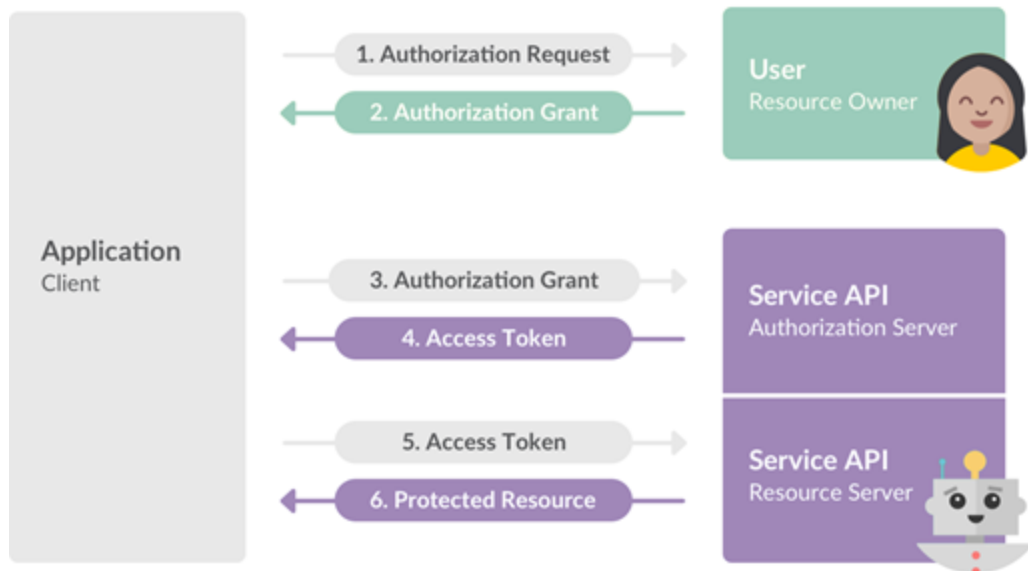 1. Authorization Request
User
2. Authorization Grant
Resource Owner
Application
Client
3. Authorization Grant
Service API
4. Access Token
Authorization Server
5. Access Token
Service API
6. Protected Resource
Resource Server